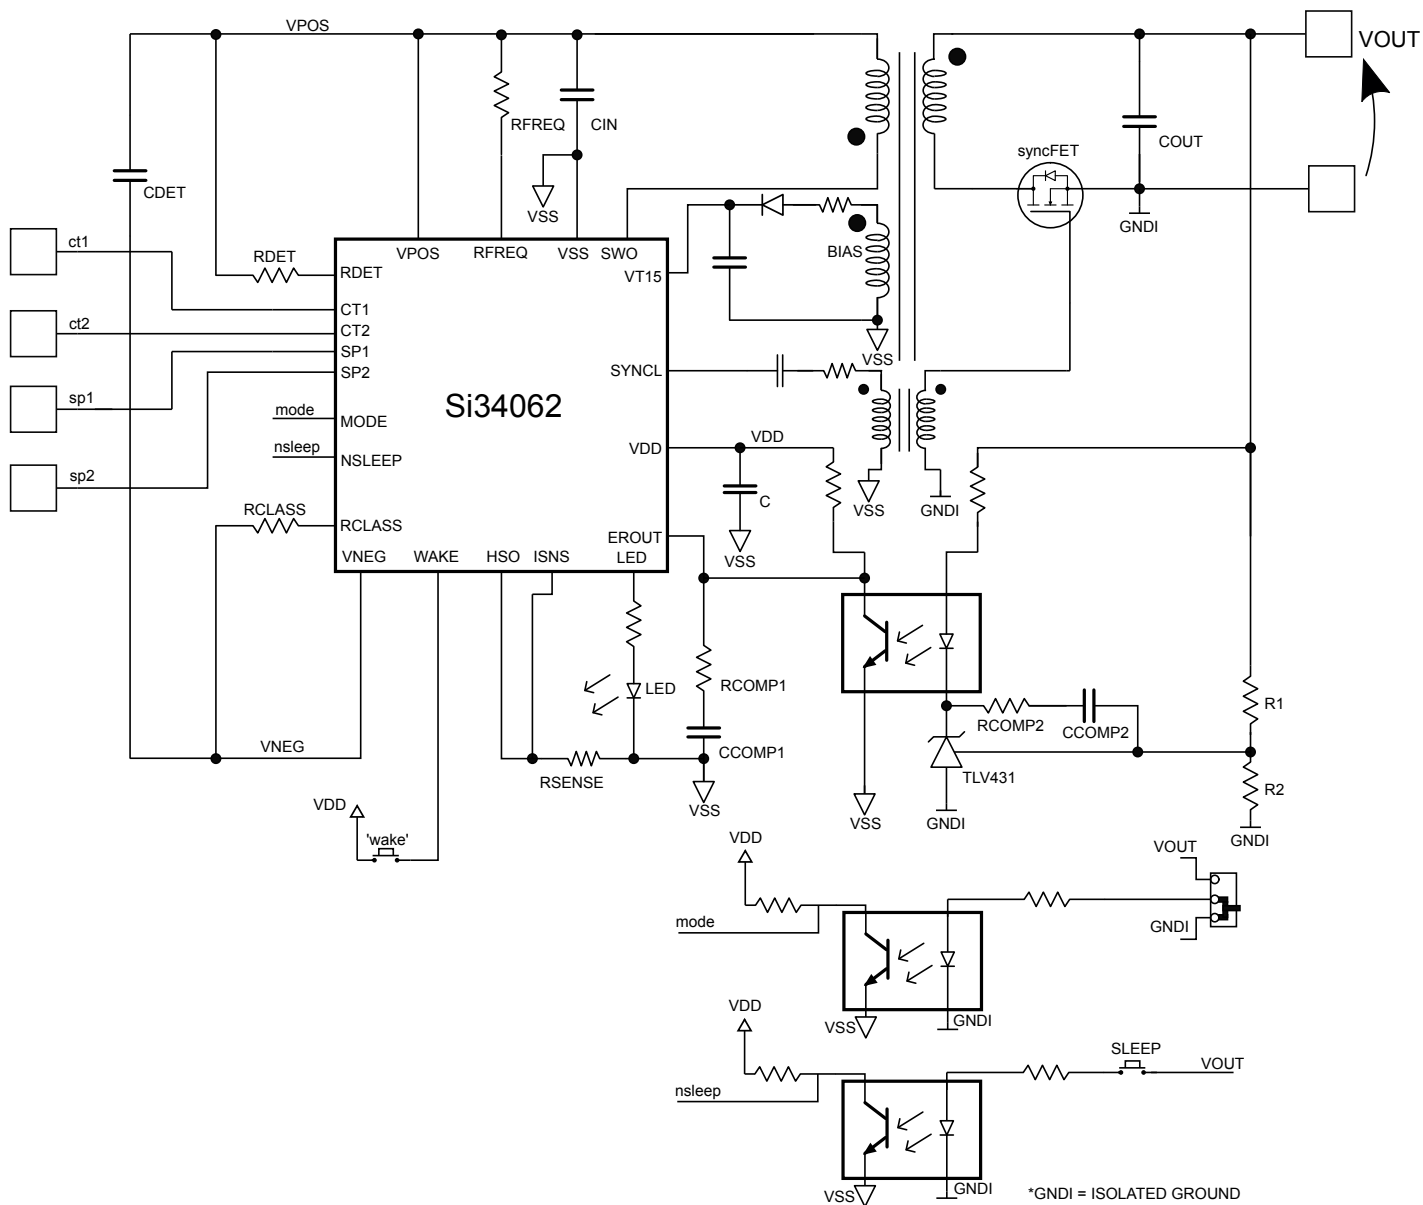 VPOS
VOUT
RFREQ
CIN
COUT
syncFET
CDET
VSS
GNDI
ct1
RDET
BIAS
VPOS
RFREQ
VSS
SWO
RDET
VT15
CT1
ct2
CT2
SP1
VSS
SP2
SYNCL
sp1
Si34062
mode
MODE
VDD
VDD
nsleep
NSLEEP
sp2
C
VSS
GNDI
RCLASS
RCLASS
EROUT
VNEG
WAKE
HSO
ISNS
LED
VSS
LED
RCOMP1
R1
RCOMP2
CCOMP2
VNEG
CCOMP1
RSENSE
TLV431
R2
VSS
VDD
VSS
GNDI
'wake'
VDD
GNDI
VOUT
mode
GNDI
VDD
VSS
GNDI
SLEEP
VOUT
nsleep
VSS
GNDI
*GNDI = ISOLATED GROUND